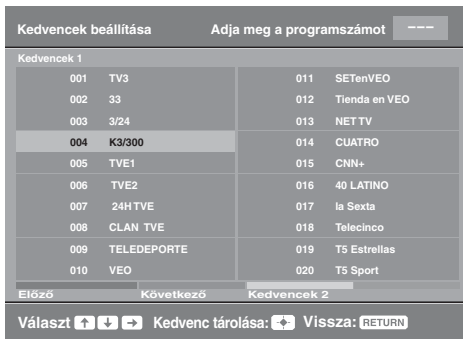 Kedvencek beállítása Adja meg a programszámot ---
Kedvencek 1
001 TV3 011 SETenVEO
002 33 012 Tienda en VEO
003 3/24 013 NET TV
004 K3/300 014 CUATRO
005 TVE1 015 CNN+
006 TVE2 016 40 LATINO
007 24H TVE 017 la Sexta
008 CLAN TVE 018 Telecinco
009 TELEDEPORTE 019 T5 Estrellas
010 VEO 020 T5 Sport
Előző Következő Kedvencek 2
Választ ↑ ↓ → Kedvenc tárolása: Vissza: RETURN